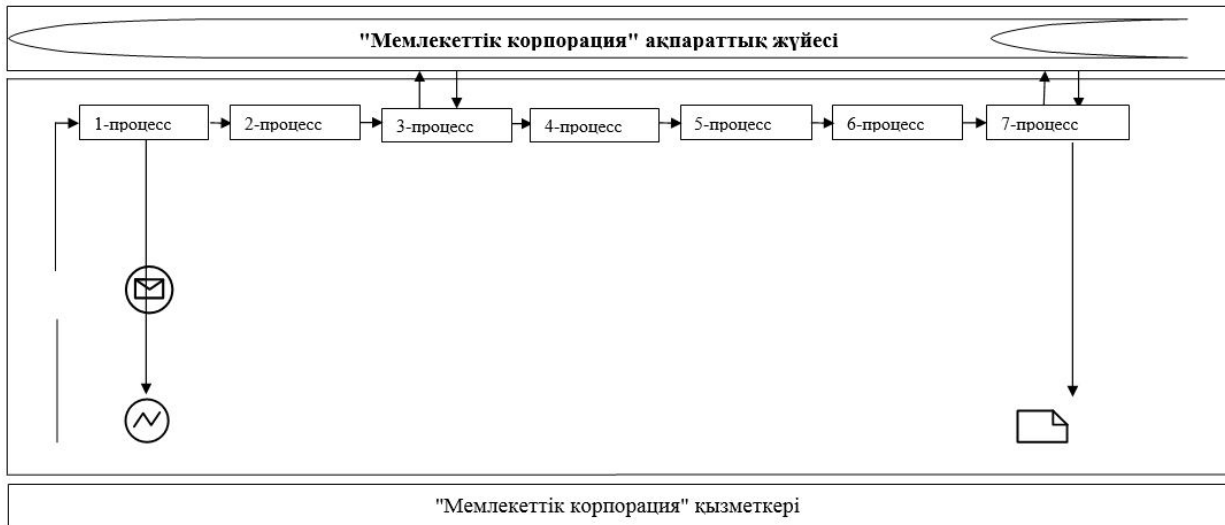 "Мемлекеттік корпорация" ақпараттық жүйесі
1-процесс
2-процесс
3-процесс
4-процесс
5-процесс
6-процесс
7-процесс
"Мемлекеттік корпорация" қызметкері